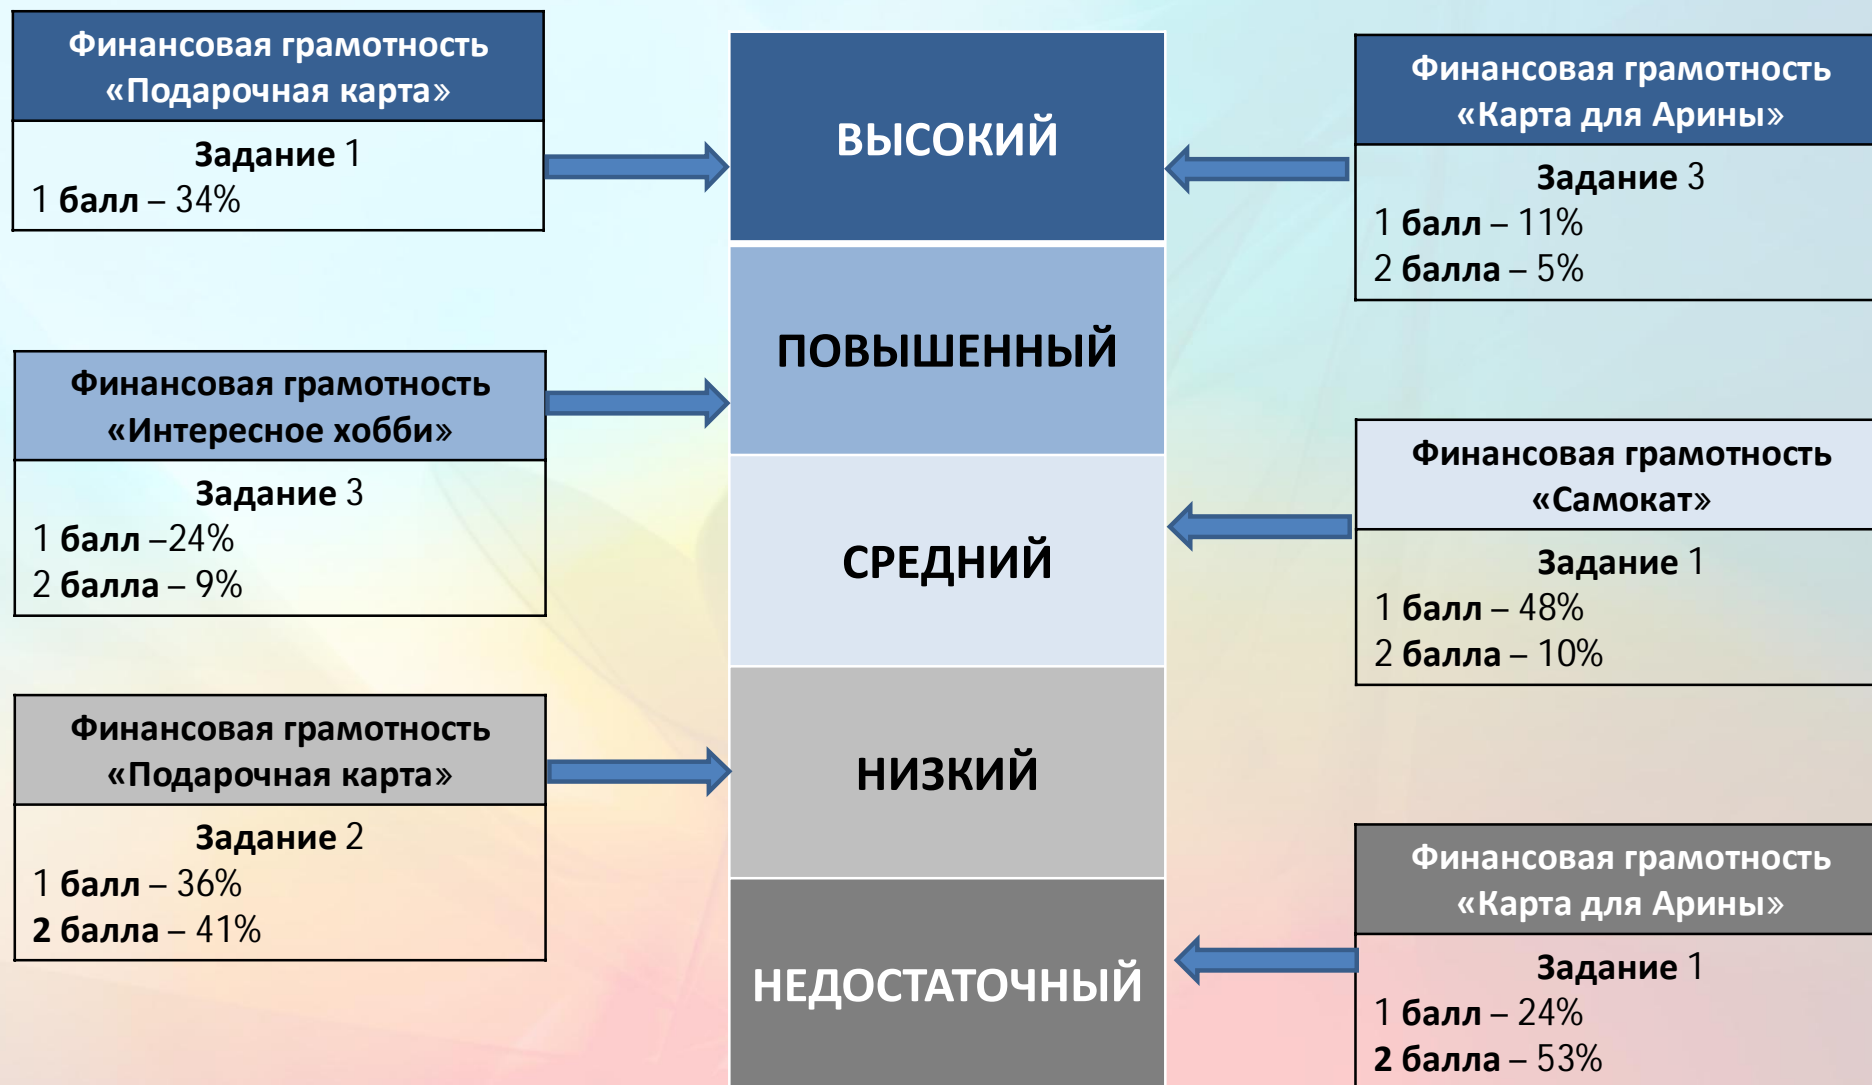 Финансовая грамотность
«Подарочная карта»
Задание 1
1 балл – 34%
Финансовая грамотность
«Интересное хобби»
Задание 3
1 балл –24%
2 балла – 9%
Финансовая грамотность
«Подарочная карта»
Задание 2
1 балл – 36%
2 балла – 41%
ВЫСОКИЙ
ПОВЫШЕННЫЙ
СРЕДНИЙ
НИЗКИЙ
НЕДОСТАТОЧНЫЙ
Финансовая грамотность
«Карта для Арины»
Задание 3
1 балл – 11%
2 балла – 5%
Финансовая грамотность
«Самокат»
Задание 1
1 балл – 48%
2 балла – 10%
Финансовая грамотность
«Карта для Арины»
Задание 1
1 балл – 24%
2 балла – 53%